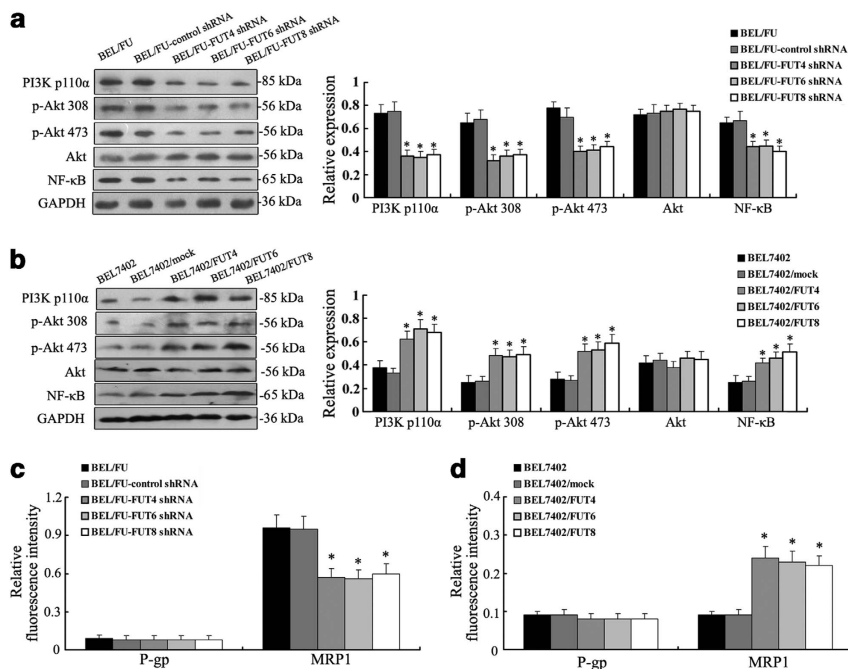 a
BEL/FU
BEL/FU-control shRNA
BEL/FU-FUT4 shRNA
BEL/FU-FUT6 shRNA
BEL/FU-FUT8 shRNA
PI3K p110α
-85 kDa
p-Akt 308
-56 kDa
p-Akt 473
-56 kDa
Akt
-56 kDa
NF-κB
-65 kDa
GAPDH
-36 kDa
BEL/FU
BEL/FU-control shRNA
BEL/FU-FUT4 shRNA
BEL/FU-FUT6 shRNA
BEL/FU-FUT8 shRNA
Relative expression
1
0.8
0.6
0.4
0.2
0
* * *
* * *
* * *
* * *
PI3K p110α
p-Akt 308
p-Akt 473
Akt
NF-κB
b
BEL7402
BEL7402/mock
BEL7402/FUT4
BEL7402/FUT6
BEL7402/FUT8
PI3K p110α
-85 kDa
p-Akt 308
-56 kDa
p-Akt 473
-56 kDa
Akt
-56 kDa
NF-κB
-65 kDa
GAPDH
-36 kDa
BEL7402
BEL7402/mock
BEL7402/FUT4
BEL7402/FUT6
BEL7402/FUT8
Relative expression
1
0.8
0.6
0.4
0.2
0
* * *
* * *
* * *
* * *
PI3K p110α
p-Akt 308
p-Akt 473
Akt
NF-κB
c
BEL/FU
BEL/FU-control shRNA
BEL/FU-FUT4 shRNA
BEL/FU-FUT6 shRNA
BEL/FU-FUT8 shRNA
Relative
fluorescence intensity
1.2
0.9
0.6
0.3
0
* * *
P-gp
MRP1
d
BEL7402
BEL7402/mock
BEL7402/FUT4
BEL7402/FUT6
BEL7402/FUT8
Relative
fluorescence intensity
0.4
0.3
0.2
0.1
0
* * *
P-gp
MRP1